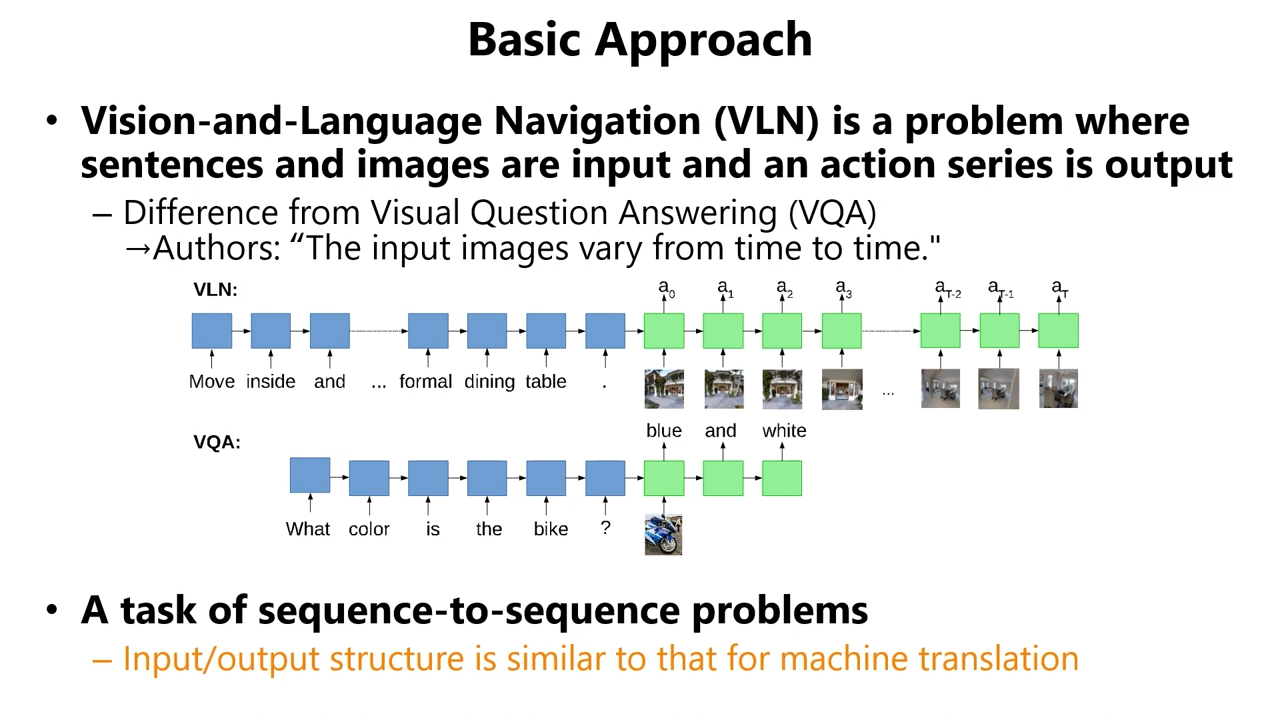 Basic Approach
• Vision-and-Language Navigation (VLN) is a problem where
sentences and images are input and an action series is output
– Difference from Visual Question Answering (VQA)
→Authors: “The input images vary from time to time."
VLN:
a0 a1 a2 a3 aT-2 aT-1 aT
Move inside and ... formal dining table . ...
blue and white
VQA:
What color is the bike ?
• A task of sequence-to-sequence problems
– Input/output structure is similar to that for machine translation